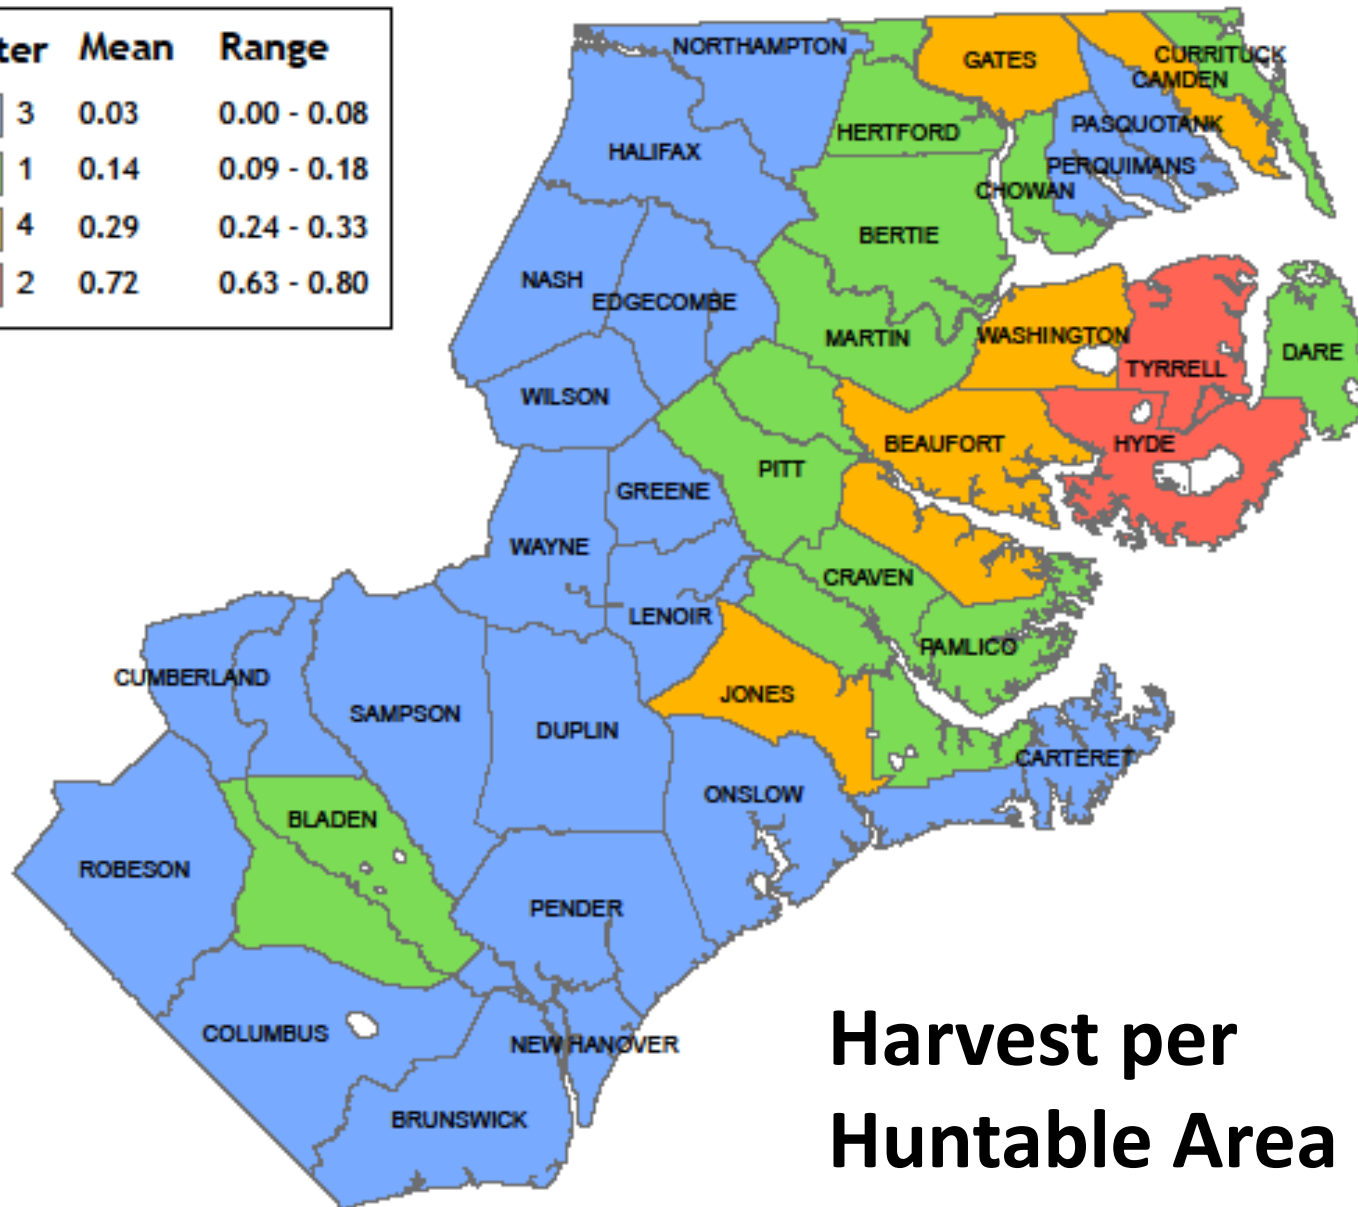 ter Mean Range
3 0.03 0.00 - 0.08
1 0.14 0.09 - 0.18
4 0.29 0.24 - 0.33
2 0.72 0.63 - 0.80
NORTHAMPTON
GATES
CURRITUCK
CAMDEN
HERTFORD
PASQUOTANK
HALIFAX
PERQUIMANS
CHOWAN
BERTIE
NASH
EDGECOMBE
MARTIN
WASHINGTON
DARE
TYRRELL
WILSON
BEAUFORT
HYDE
PITT
GREENE
WAYNE
CRAVEN
LENOIR
PAMLICO
CUMBERLAND
JONES
SAMPSON
DUPLIN
CARTERET
ONSLOW
BLADEN
ROBESON
PENDER
COLUMBUS
NEW HANOVER
BRUNSWICK
Harvest per
Huntable Area